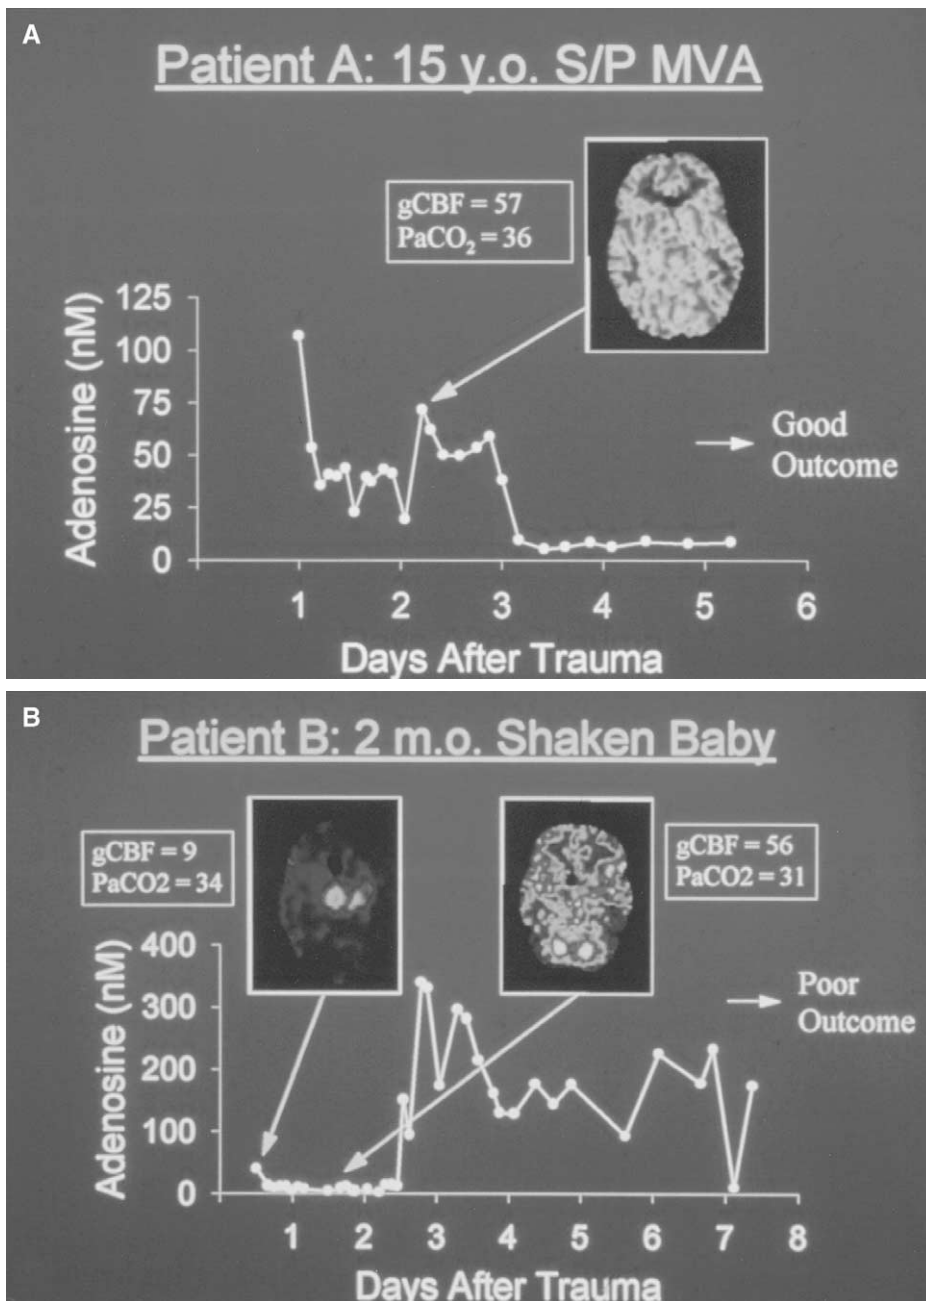 A
Patient A: 15 y.o. S/P MVA
gCBF = 57
PaCO₂ = 36
Adenosine (nM)
125
100
75
50
25
0
Good
Outcome
1 2 3 4 5 6
Days After Trauma
B
Patient B: 2 m.o. Shaken Baby
gCBF = 9
PaCO2 = 34
gCBF = 56
PaCO2 = 31
Adenosine (nM)
400
300
200
100
0
Poor
Outcome
1 2 3 4 5 6 7 8
Days After Trauma